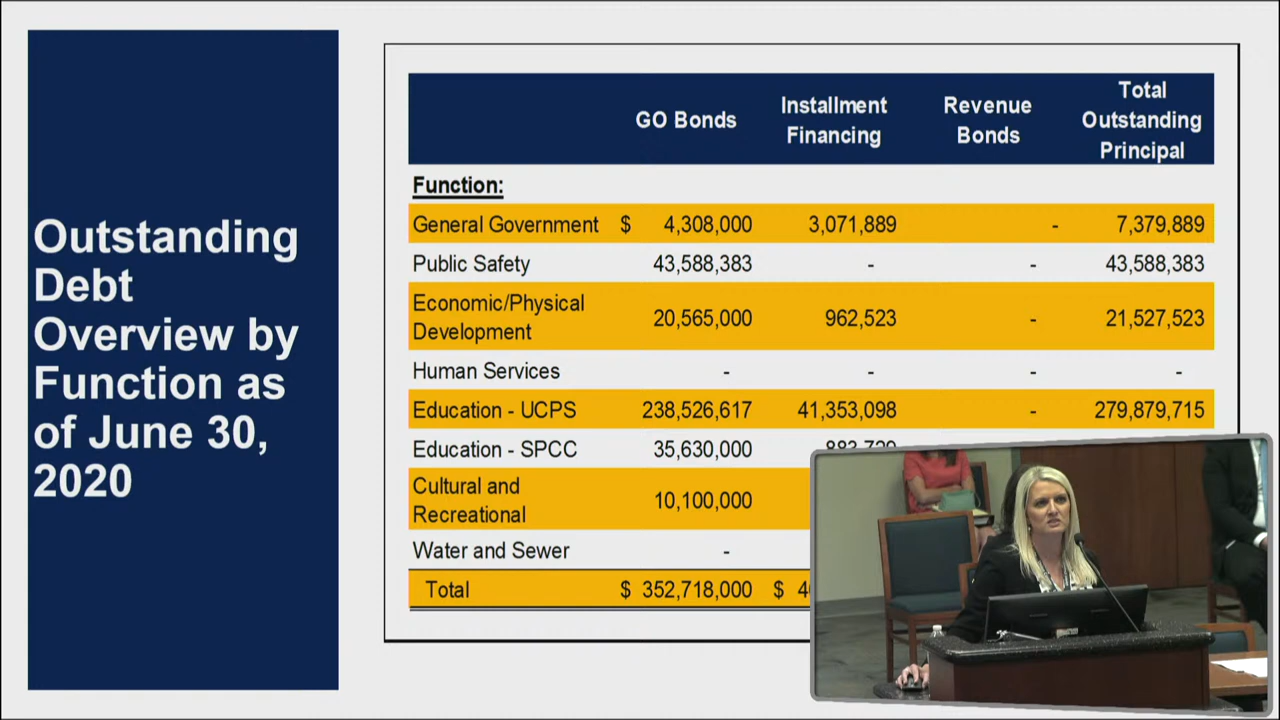 Outstanding
Debt
Overview by
Function as
of June 30,
2020
GO Bonds Installment Financing Revenue Bonds Total Outstanding Principal
Function:
General Government $ 4,308,000 3,071,889 - 7,379,889
Public Safety 43,588,383 - - 43,588,383
Economic/Physical
Development 20,565,000 962,523 - 21,527,523
Human Services - - - -
Education - UCPS 238,526,617 41,353,098 - 279,879,715
Education - SPCC 35,630,000
Cultural and
Recreational 10,100,000
Water and Sewer -
Total $ 352,718,000 $